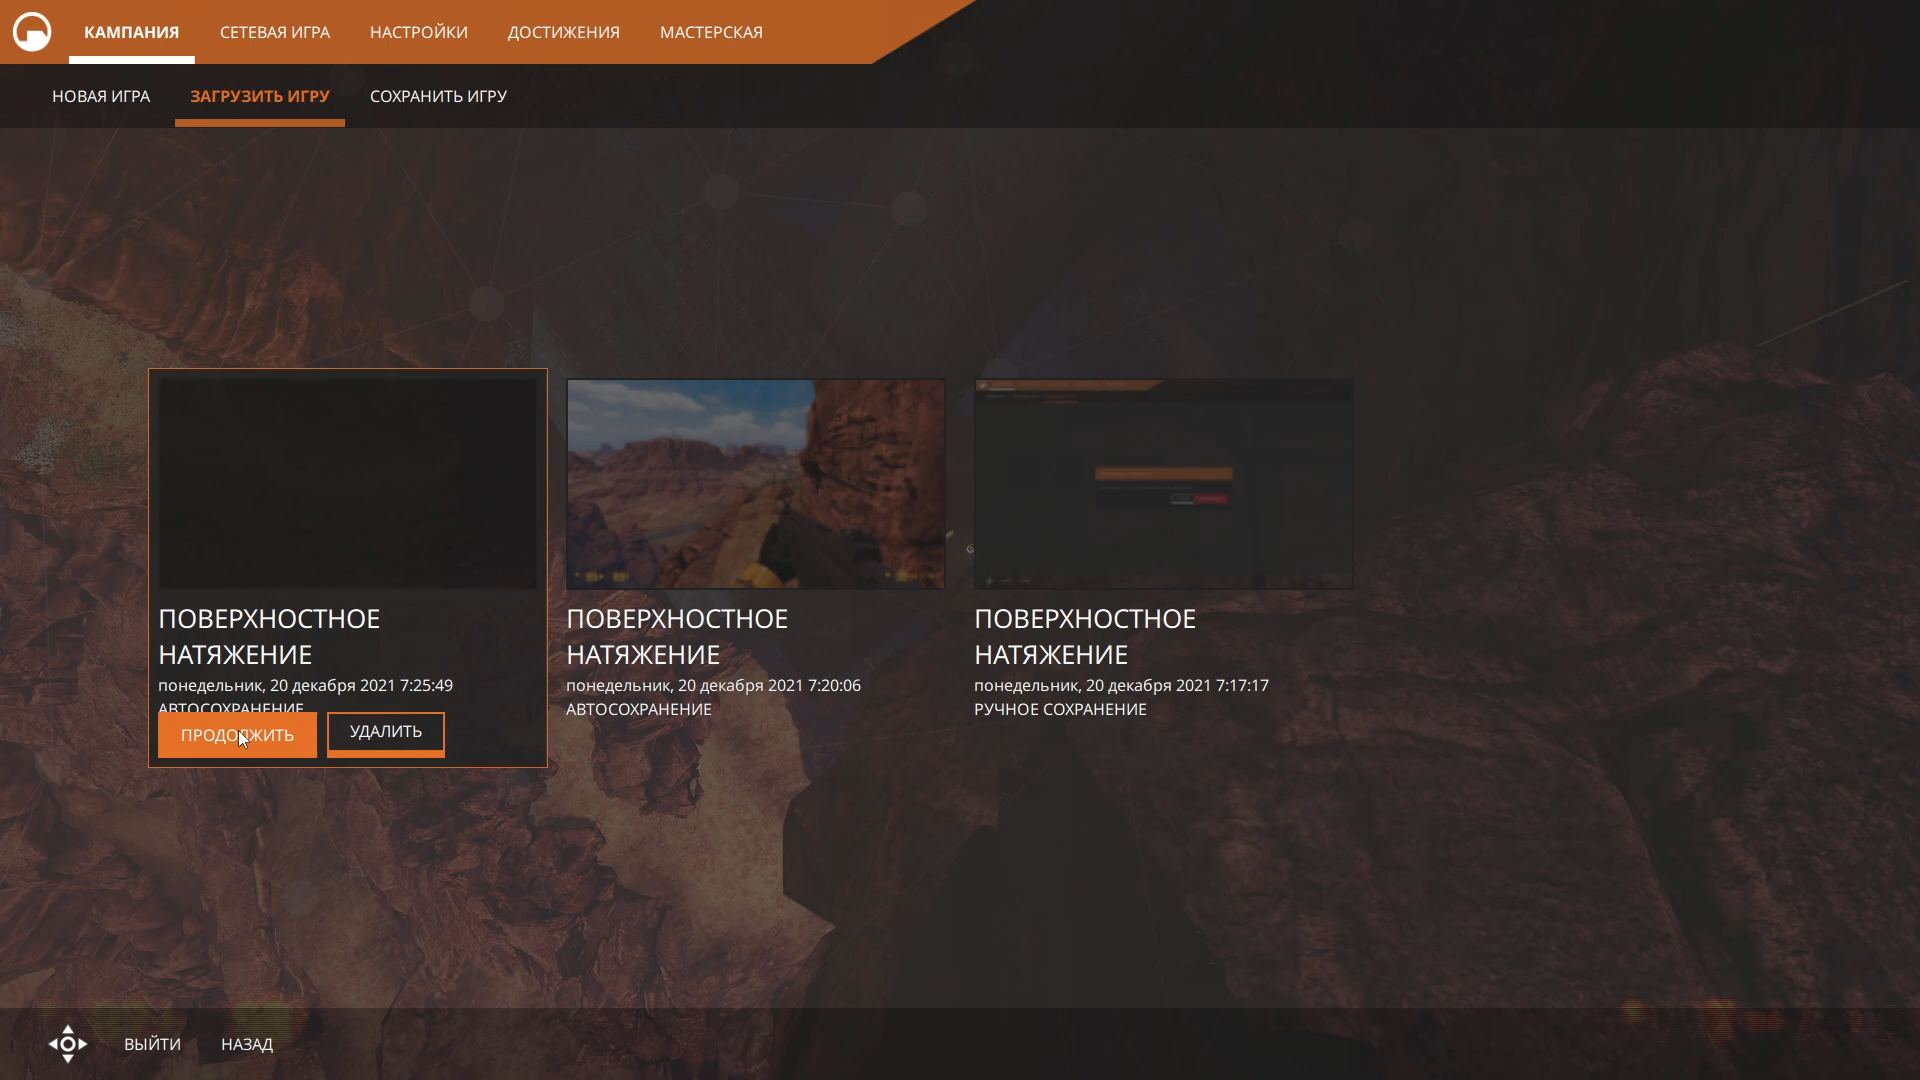 КАМПАНИЯ СЕТЕВАЯ ИГРА НАСТРОЙКИ ДОСТИЖЕНИЯ МАСТЕРСКАЯ
НОВАЯ ИГРА ЗАГРУЗИТЬ ИГРУ СОХРАНИТЬ ИГРУ
ПОВЕРХНОСТНОЕ
НАТЯЖЕНИЕ
понедельник, 20 декабря 2021 7:25:49
АВТОСОХРАНЕНИЕ
ПРОДОЛЖИТЬ УДАЛИТЬ
ПОВЕРХНОСТНОЕ
НАТЯЖЕНИЕ
понедельник, 20 декабря 2021 7:20:06
АВТОСОХРАНЕНИЕ
ПОВЕРХНОСТНОЕ
НАТЯЖЕНИЕ
понедельник, 20 декабря 2021 7:17:17
РУЧНОЕ СОХРАНЕНИЕ
ВЫЙТИ НАЗАД